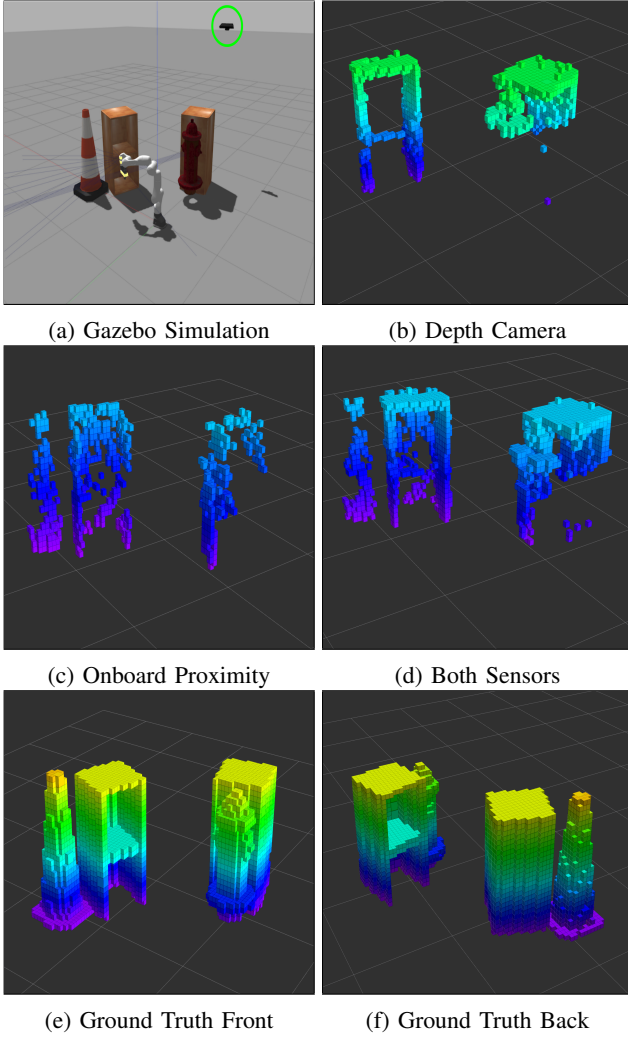 (a) Gazebo Simulation
(b) Depth Camera
(c) Onboard Proximity
(d) Both Sensors
(e) Ground Truth Front
(f) Ground Truth Back